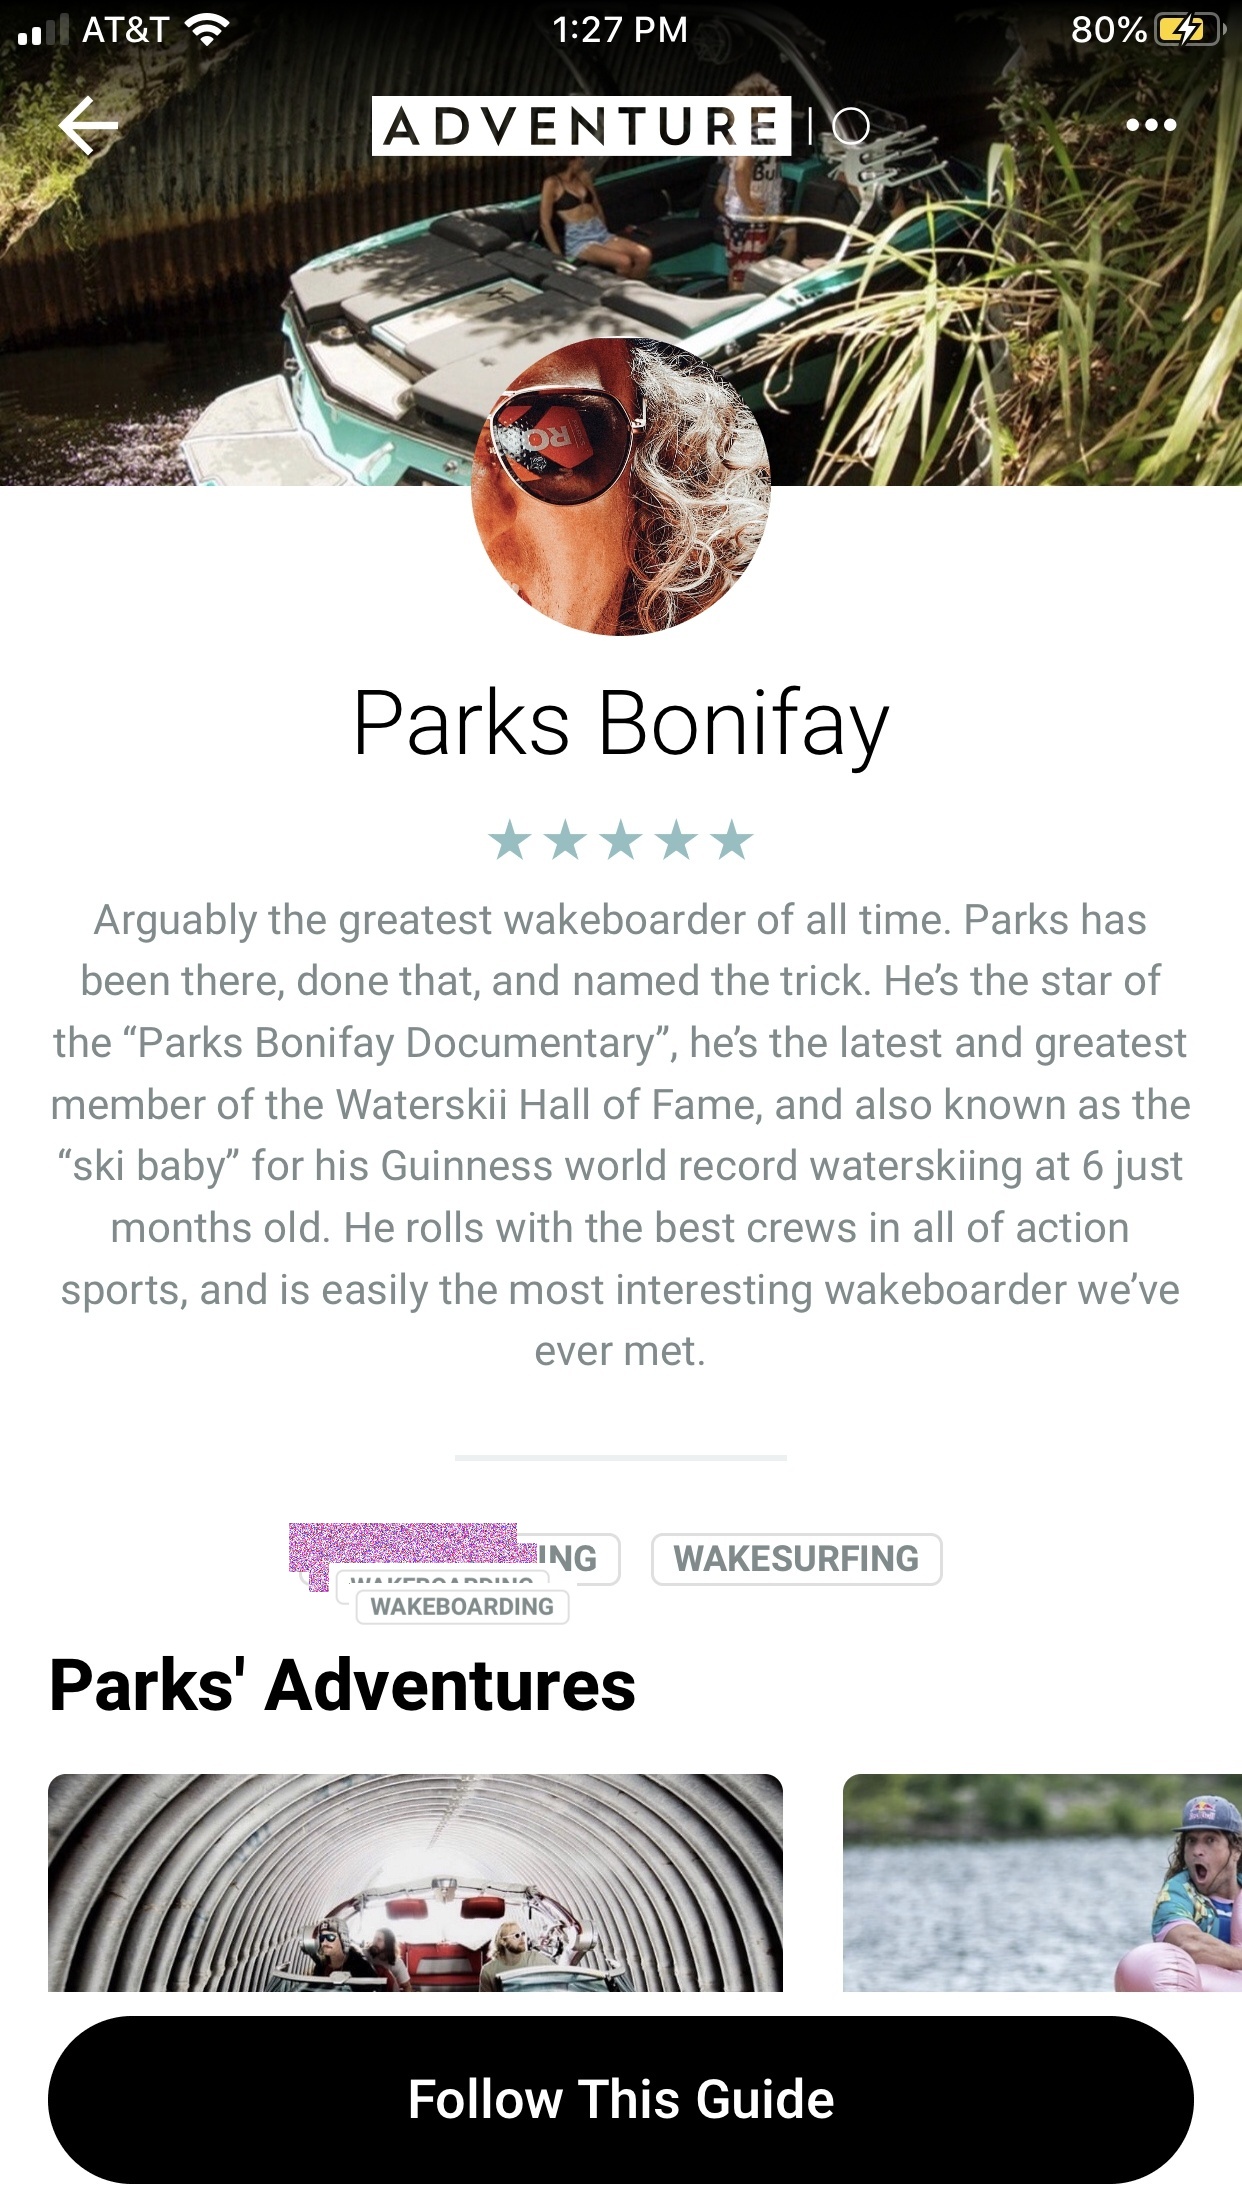 AT&T
1:27 PM
80%
ADVENTURE | O
Bull
Parks Bonifay
★★★★★
Arguably the greatest wakeboarder of all time. Parks has
been there, done that, and named the trick. He's the star of
the “Parks Bonifay Documentary”, he's the latest and greatest
member of the Waterskii Hall of Fame, and also known as the
“ski baby” for his Guinness world record waterskiing at 6 just
months old. He rolls with the best crews in all of action
sports, and is easily the most interesting wakeboarder we've
ever met.
WAKESURFING
WAKEBOARDING
WAKEBOARDING
Parks' Adventures
Follow This Guide